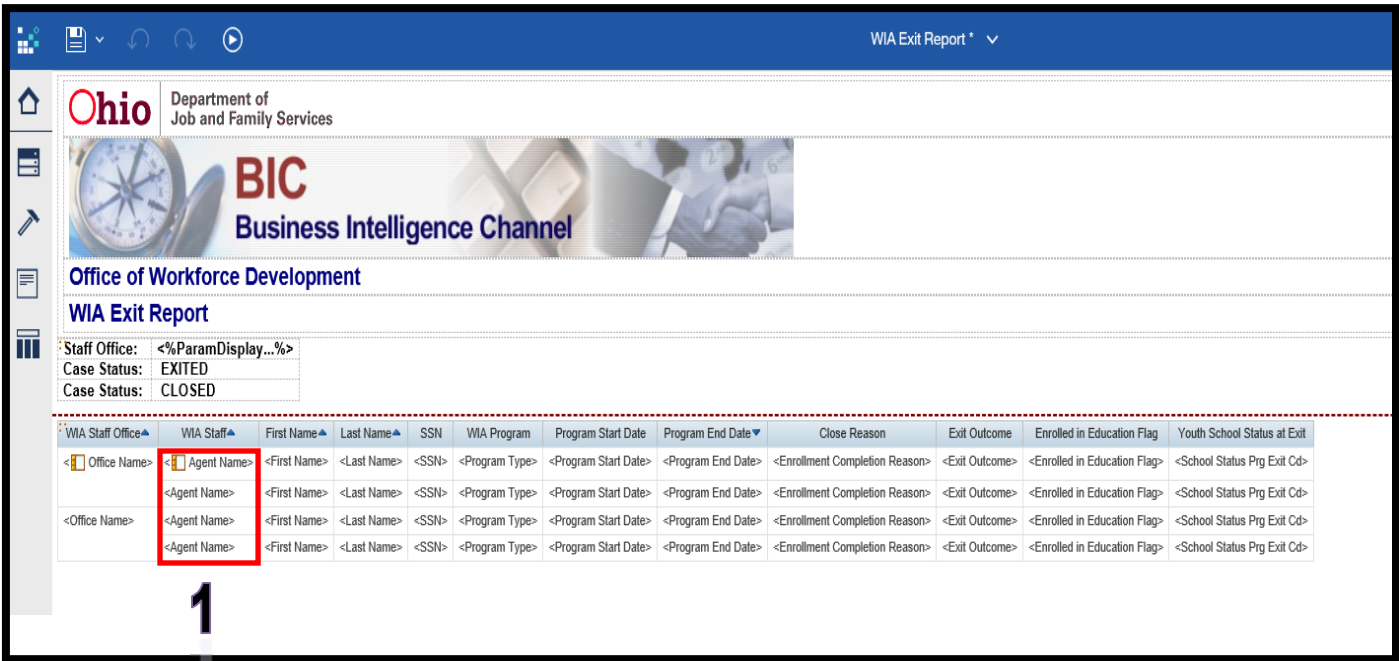 WIA Exit Report *
Ohio Department of
Job and Family Services
BIC
Business Intelligence Channel
Office of Workforce Development
WIA Exit Report
Staff Office: <%ParamDisplay...%>
Case Status: EXITED
Case Status: CLOSED
WIA Staff Office WIA Staff First Name Last Name SSN WIA Program Program Start Date Program End Date Close Reason Exit Outcome Enrolled in Education Flag Youth School Status at Exit
< Office Name> < Agent Name> <First Name> <Last Name> <SSN> <Program Type> <Program Start Date> <Program End Date> <Enrollment Completion Reason> <Exit Outcome> <Enrolled in Education Flag> <School Status Prg Exit Cd>
<Agent Name> <First Name> <Last Name> <SSN> <Program Type> <Program Start Date> <Program End Date> <Enrollment Completion Reason> <Exit Outcome> <Enrolled in Education Flag> <School Status Prg Exit Cd>
<Office Name> <Agent Name> <First Name> <Last Name> <SSN> <Program Type> <Program Start Date> <Program End Date> <Enrollment Completion Reason> <Exit Outcome> <Enrolled in Education Flag> <School Status Prg Exit Cd>
<Agent Name> <First Name> <Last Name> <SSN> <Program Type> <Program Start Date> <Program End Date> <Enrollment Completion Reason> <Exit Outcome> <Enrolled in Education Flag> <School Status Prg Exit Cd>
1